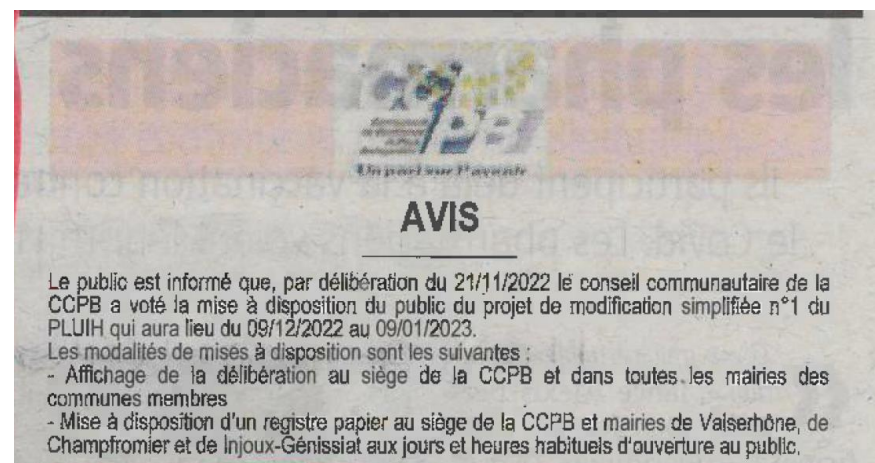 CCPB
Un pari sur l'avenir
AVIS
Le public est informé que, par délibération du 21/11/2022 le conseil communautaire de la
CCPB a voté la mise à disposition du public du projet de modification simplifiée n°1 du
PLUIH qui aura lieu du 09/12/2022 au 09/01/2023.
Les modalités de mises à disposition sont les suivantes :
- Affichage de la délibération au siège de la CCPB et dans toutes les mairies des
communes membres
- Mise à disposition d'un registre papier au siège de la CCPB et mairies de Valserhône, de
Champfromier et de Injoux-Génissiat aux jours et heures habituels d'ouverture au public.